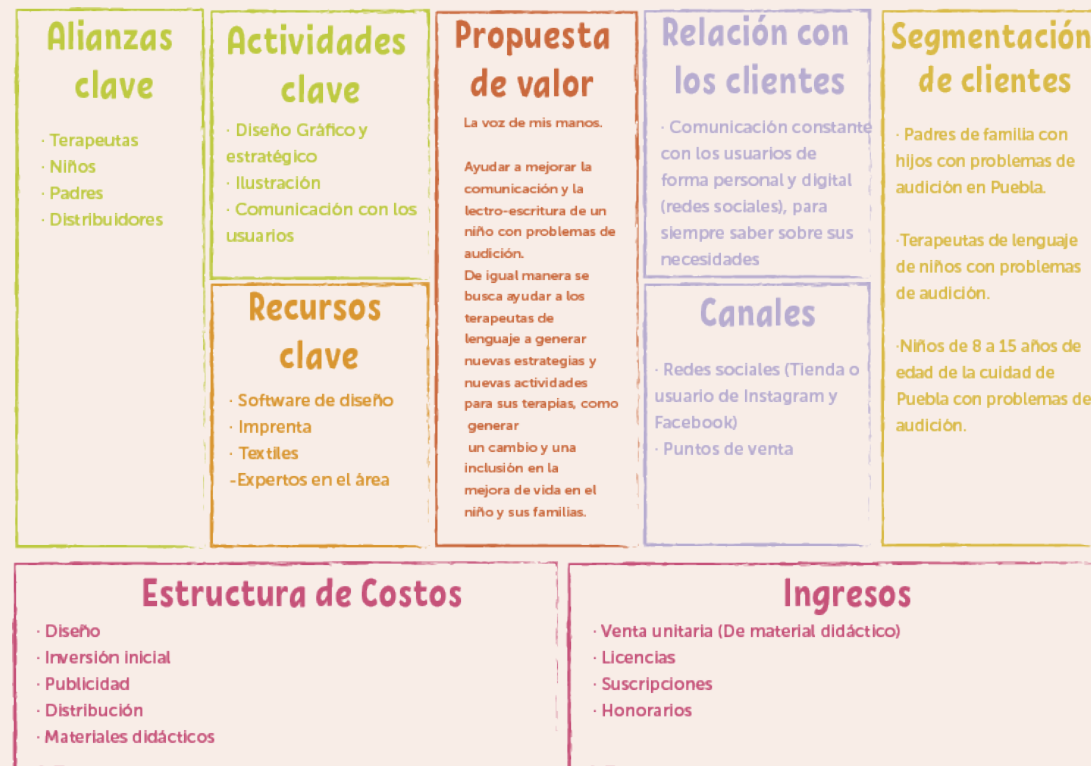 Alianzas
clave
· Terapeutas
· Niños
· Padres
· Distribuidores
Actividades
clave
· Diseño Gráfico y
estratégico
· Ilustración
· Comunicación con los
usuarios
Recursos
clave
· Software de diseño
· Imprenta
· Textiles
-Expertos en el área
Propuesta
de valor
La voz de mis manos.
Ayudar a mejorar la
comunicación y la
lectro-escritura de un
niño con problemas de
audición.
De igual manera se
busca ayudar a los
terapeutas de
lenguaje a generar
nuevas estrategias y
nuevas actividades
para sus terapias, como
generar
un cambio y una
inclusión en la
mejora de vida en el
niño y sus familias.
Relación con
los clientes
· Comunicación constante
con los usuarios de
forma personal y digital
(redes sociales), para
siempre saber sobre sus
necesidades
Canales
· Redes sociales (Tienda o
usuario de Instagram y
Facebook)
· Puntos de venta
Segmentación
de clientes
· Padres de familia con
hijos con problemas de
audición en Puebla.
·Terapeutas de lenguaje
de niños con problemas
de audición.
·Niños de 8 a 15 años de
edad de la cuidad de
Puebla con problemas de
audición.
Estructura de Costos
· Diseño
· Inversión inicial
· Publicidad
· Distribución
· Materiales didácticos
Ingresos
· Venta unitaria (De material didáctico)
· Licencias
· Suscripciones
· Honorarios